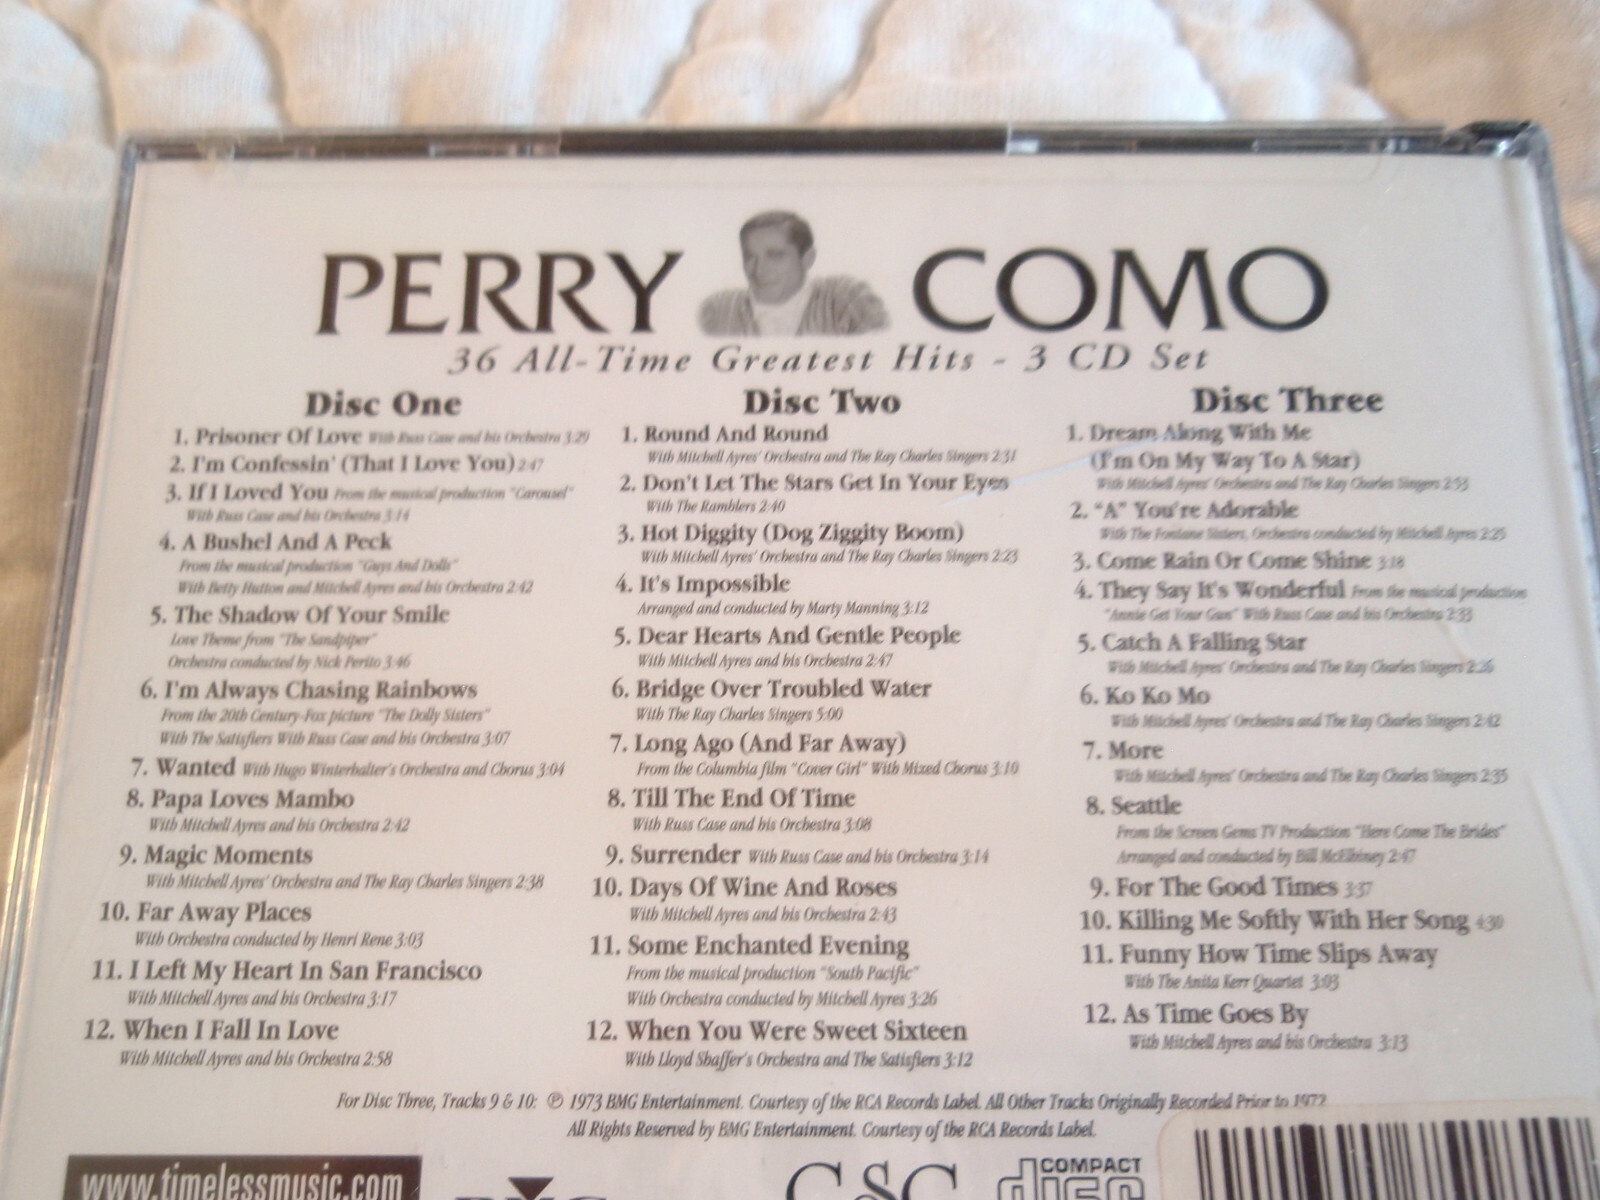 PERRY COMO
36 All-Time Greatest Hits - 3 CD Set
Disc One
1. Prisoner Of Love With Russ Case and his Orchestra 3:29
2. I'm Confessin' (That I Love You) 2:47
3. If I Loved You From the musical production "Carousel"
With Russ Case and his Orchestra 3:14
4. A Bushel And A Peck
From the musical production "Guys And Dolls"
With Betty Hutton and Mitchell Ayres and his Orchestra 2:42
5. The Shadow Of Your Smile
Love Theme from "The Sandpiper"
Orchestra conducted by Nick Perito 3:46
6. I'm Always Chasing Rainbows
From the 20th Century-Fox picture "The Dolly Sisters"
With The Satisfiers With Russ Case and his Orchestra 3:07
7. Wanted With Hugo Winterhalter's Orchestra and Chorus 3:04
8. Papa Loves Mambo
With Mitchell Ayres and his Orchestra 2:42
9. Magic Moments
With Mitchell Ayres' Orchestra and The Ray Charles Singers 2:38
10. Far Away Places
With Orchestra conducted by Henri Rene 3:03
11. I Left My Heart In San Francisco
With Mitchell Ayres and his Orchestra 3:17
12. When I Fall In Love
With Mitchell Ayres and his Orchestra 2:58
Disc Two
1. Round And Round
With Mitchell Ayres' Orchestra and The Ray Charles Singers 2:31
2. Don't Let The Stars Get In Your Eyes
With The Ramblers 2:40
3. Hot Diggity (Dog Ziggity Boom)
With Mitchell Ayres' Orchestra and The Ray Charles Singers 2:23
4. It's Impossible
Arranged and conducted by Marty Manning 3:12
5. Dear Hearts And Gentle People
With Mitchell Ayres and his Orchestra 2:47
6. Bridge Over Troubled Water
With The Ray Charles Singers 5:00
7. Long Ago (And Far Away)
From the Columbia film "Cover Girl" With Mixed Chorus 3:10
8. Till The End Of Time
With Russ Case and his Orchestra 3:08
9. Surrender With Russ Case and his Orchestra 3:14
10. Days Of Wine And Roses
With Mitchell Ayres and his Orchestra 2:43
11. Some Enchanted Evening
From the musical production "South Pacific"
With Orchestra conducted by Mitchell Ayres 3:26
12. When You Were Sweet Sixteen
With Lloyd Shaffer's Orchestra and The Satisfiers 3:12
Disc Three
1. Dream Along With Me
(I'm On My Way To A Star)
With Mitchell Ayres' Orchestra and The Ray Charles Singers 2:53
2. "A" You're Adorable
With The Fontane Sisters, Orchestra conducted by Mitchell Ayres 2:25
3. Come Rain Or Come Shine 3:18
4. They Say It's Wonderful From the musical production
"Annie Get Your Gun" With Russ Case and his Orchestra 2:33
5. Catch A Falling Star
With Mitchell Ayres' Orchestra and The Ray Charles Singers 2:26
6. Ko Ko Mo
With Mitchell Ayres' Orchestra and The Ray Charles Singers 2:42
7. More
With Mitchell Ayres' Orchestra and The Ray Charles Singers 2:35
8. Seattle
From the Screen Gems TV Production "Here Come The Brides"
Arranged and conducted by Bill McElhiney 2:47
9. For The Good Times 3:37
10. Killing Me Softly With Her Song 4:30
11. Funny How Time Slips Away
With The Anita Kerr Quartet 3:03
12. As Time Goes By
With Mitchell Ayres and his Orchestra 3:13
For Disc Three, Tracks 9 & 10: ℗ 1973 BMG Entertainment. Courtesy of the RCA Records Label. All Other Tracks Originally Recorded Prior to 1972
All Rights Reserved by BMG Entertainment. Courtesy of the RCA Records Label.
www.timelessmusic.com
BMG
C&C
COMPACT
disc